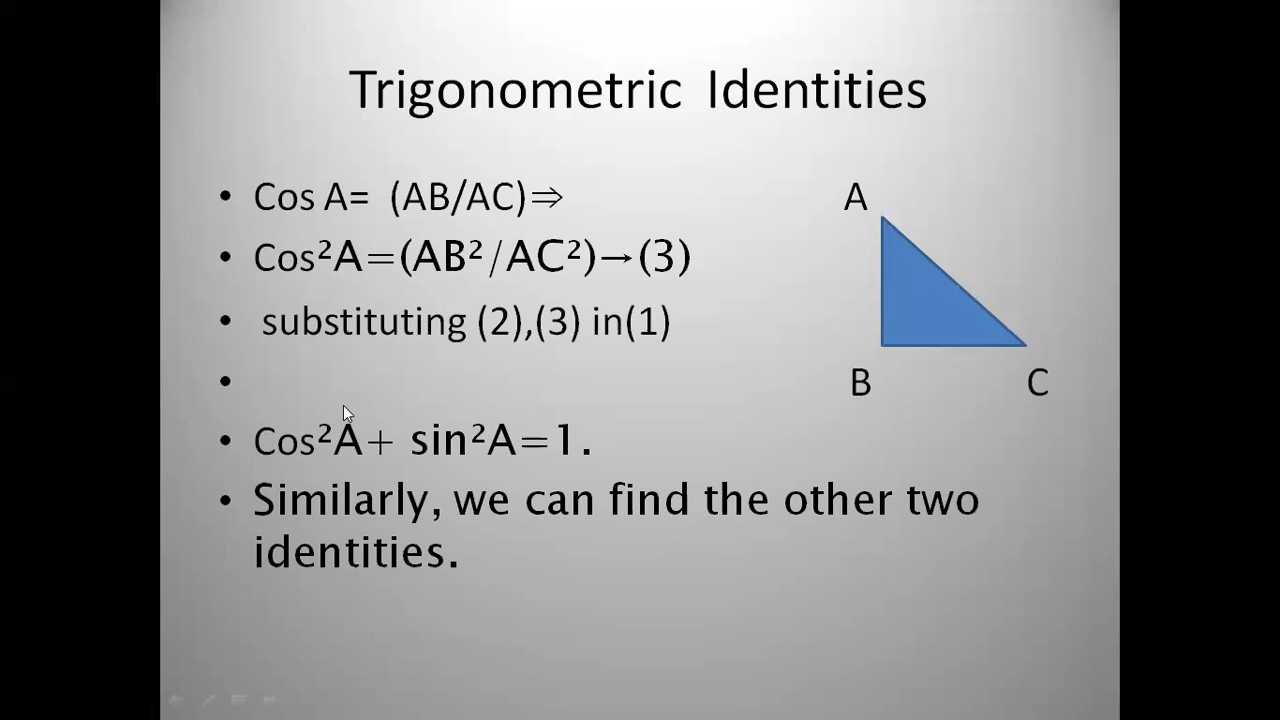 Trigonometric Identities
• Cos A= (AB/AC)⇒
• Cos²A=(AB²/AC²)→(3)
• substituting (2),(3) in(1)
•
• Cos²A+ sin²A=1.
• Similarly, we can find the other two
identities.
A
B
C